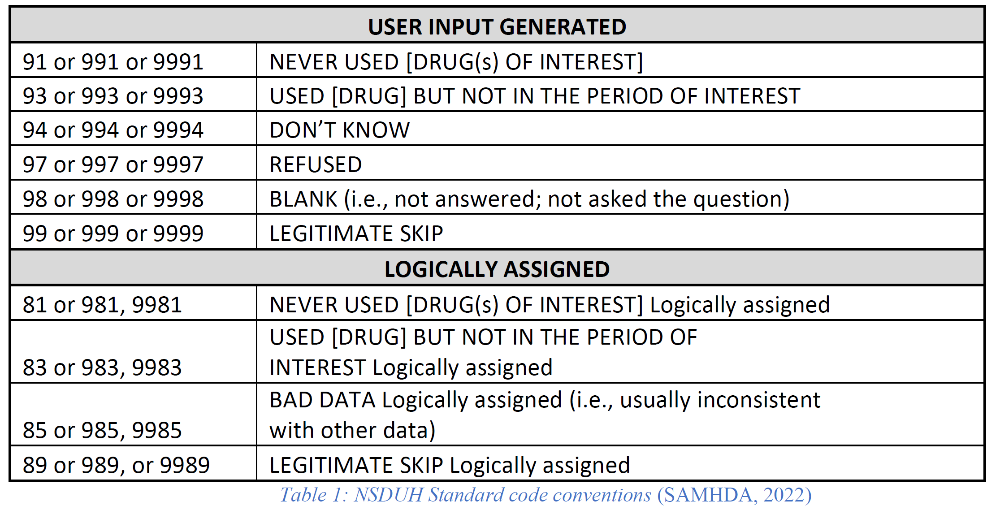 USER INPUT GENERATED
91 or 991 or 9991 NEVER USED [DRUG(s) OF INTEREST]
93 or 993 or 9993 USED [DRUG] BUT NOT IN THE PERIOD OF INTEREST
94 or 994 or 9994 DON’T KNOW
97 or 997 or 9997 REFUSED
98 or 998 or 9998 BLANK (i.e., not answered; not asked the question)
99 or 999 or 9999 LEGITIMATE SKIP
LOGICALLY ASSIGNED
81 or 981, 9981 NEVER USED [DRUG(s) OF INTEREST] Logically assigned
USED [DRUG] BUT NOT IN THE PERIOD OF
83 or 983, 9983 INTEREST Logically assigned
BAD DATA Logically assigned (i.e., usually inconsistent
85 or 985, 9985 with other data)
89 or 989, or 9989 LEGITIMATE SKIP Logically assigned
Table 1: NSDUH Standard code conventions (SAMHDA, 2022)